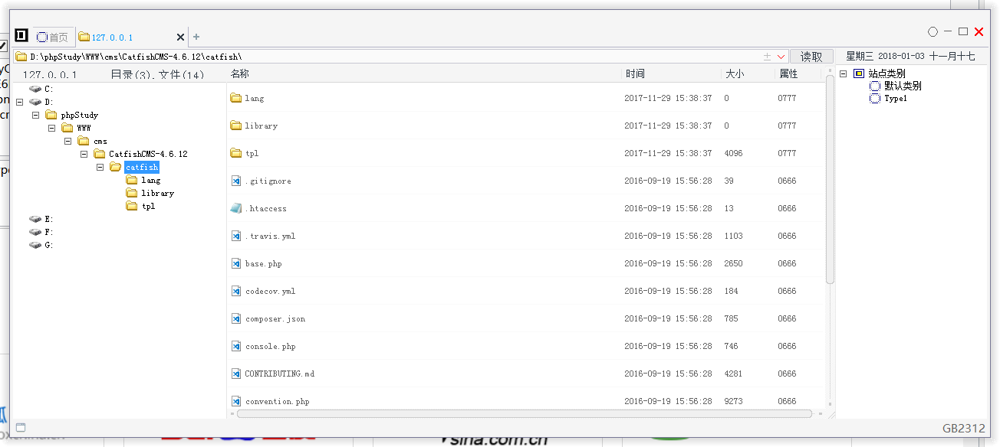 首页
127.0.0.1
D:\phpStudy\WWW\cms\CatfishCMS-4.6.12\catfish\
读取
星期三 2018-01-03 十一月十七
127.0.0.1
目录(3),文件(14)
名称 时间 大小 属性
C:
D:
phpStudy
WWW
cms
CatfishCMS-4.6.12
catfish
lang
library
tpl
E:
F:
G:
lang 2017-11-29 15:38:37 0 0777
library 2017-11-29 15:38:37 0 0777
tpl 2017-11-29 15:38:37 4096 0777
.gitignore 2016-09-19 15:56:28 39 0666
.htaccess 2016-09-19 15:56:28 13 0666
.travis.yml 2016-09-19 15:56:28 1103 0666
base.php 2016-09-19 15:56:28 2650 0666
codecov.yml 2016-09-19 15:56:28 184 0666
composer.json 2016-09-19 15:56:28 785 0666
console.php 2016-09-19 15:56:28 746 0666
CONTRIBUTING.md 2016-09-19 15:56:28 4281 0666
convention.php 2016-09-19 15:56:28 9273 0666
站点类别
默认类别
Type1
GB2312
sina.com.cn